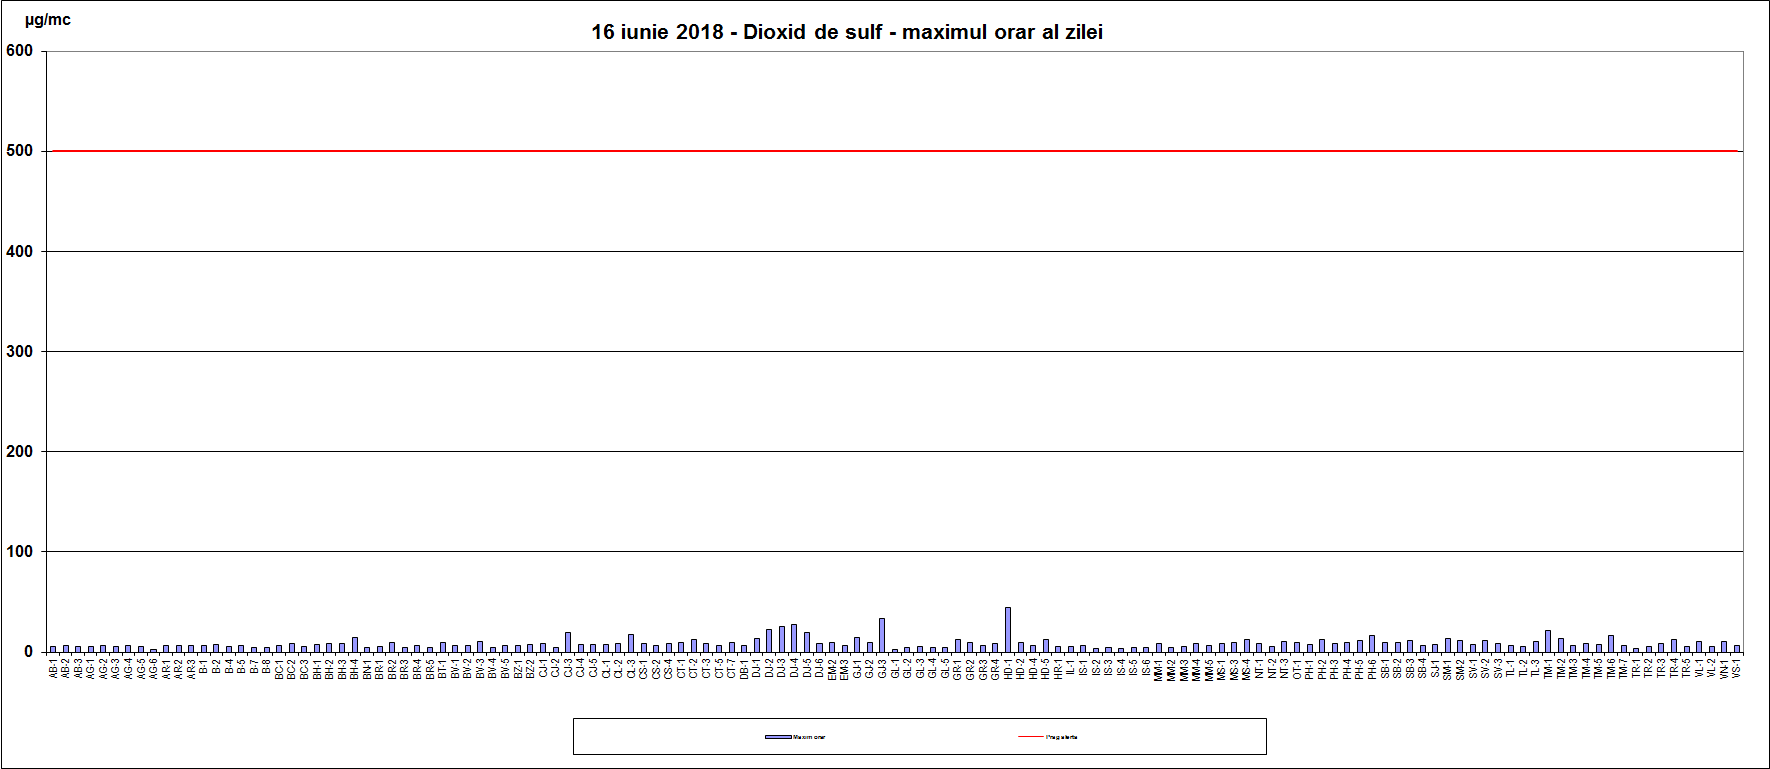 µg/mc
16 iunie 2018 - Dioxid de sulf - maximul orar al zilei
600
500
400
300
200
100
0
AB-1 AB-2 AB-3 AG-1 AG-2 AG-3 AG-4 AG-5 AG-6 AR-1 AR-2 AR-3 B-1 B-2 B-4 B-5 B-7 B-8 BC-1 BC-2 BC-3 BH-1 BH-2 BH-3 BH-4 BN-1 BR-1 BR-2 BR-3 BR-4 BR-5 BT-1 BV-1 BV-2 BV-3 BV-4 BV-5 BZ-1 BZ-2 CJ-1 CJ-2 CJ-3 CJ-4 CJ-5 CL-1 CL-2 CL-3 CS-1 CS-2 CS-4 CT-1 CT-2 CT-3 CT-5 CT-7 DB-1 DJ-1 DJ-2 DJ-3 DJ-4 DJ-5 DJ-6 EM-2 EM-3 GJ-1 GJ-2 GJ-3 GL-1 GL-2 GL-3 GL-4 GL-5 GR-1 GR-2 GR-3 GR-4 HD-1 HD-2 HD-4 HD-5 HR-1 IL-1 IS-1 IS-2 IS-3 IS-4 IS-5 IS-6 MM-1 MM-2 MM-3 MM-4 MM-5 MS-1 MS-3 MS-4 NT-1 NT-2 NT-3 OT-1 PH-1 PH-2 PH-3 PH-4 PH-5 PH-6 SB-1 SB-2 SB-3 SB-4 SJ-1 SM-1 SM-2 SV-1 SV-2 SV-3 TL-1 TL-2 TL-3 TM-1 TM-2 TM-3 TM-4 TM-5 TM-6 TM-7 TR-1 TR-2 TR-3 TR-4 TR-5 VL-1 VL-2 VN-1 VS-1
Maxim orar
Prag alerta